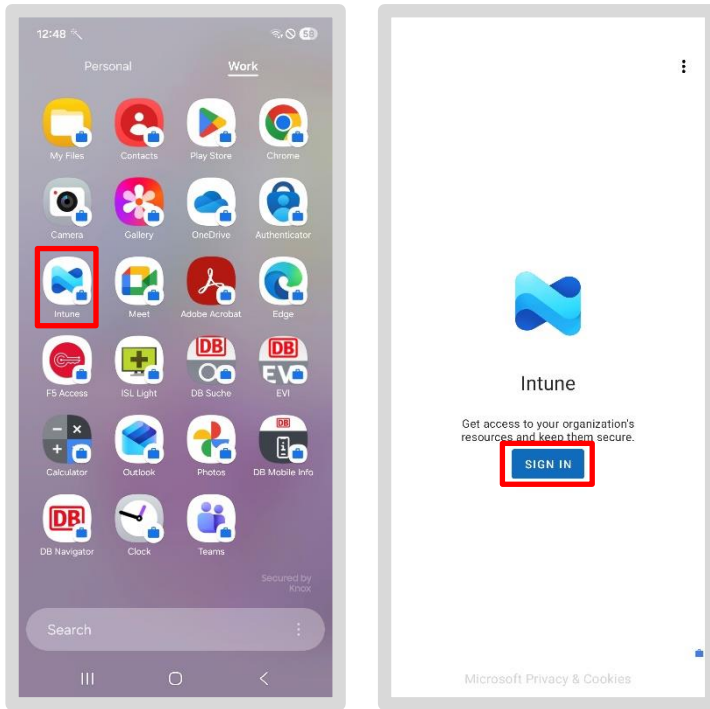 12:48
58
Personal Work
My Files Contacts Play Store Chrome
Camera Gallery OneDrive Authenticator
Intune Meet Adobe Acrobat Edge
DB DB
EV
F5 Access ISL Light DB Suche EVI
DB
Calculator Outlook Photos DB Mobile Info
DB
DB Navigator Clock Teams
Secured by
Knox
Search
Intune
Get access to your organization's
resources and keep them secure.
SIGN IN
Microsoft Privacy & Cookies